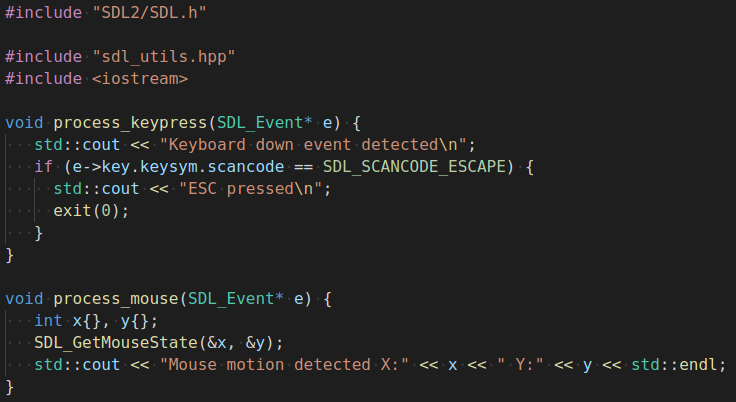 #include "SDL2/SDL.h"
#include "sdl_utils.hpp"
#include <iostream>
void process_keypress(SDL_Event* e) {
std::cout << "Keyboard down event detected\n";
if (e->key.keysym.scancode == SDL_SCANCODE_ESCAPE) {
std::cout << "ESC pressed\n";
exit(0);
}
}
void process_mouse(SDL_Event* e) {
int x{}, y{};
SDL_GetMouseState(&x, &y);
std::cout << "Mouse motion detected X:" << x << " Y:" << y << std::endl;
}